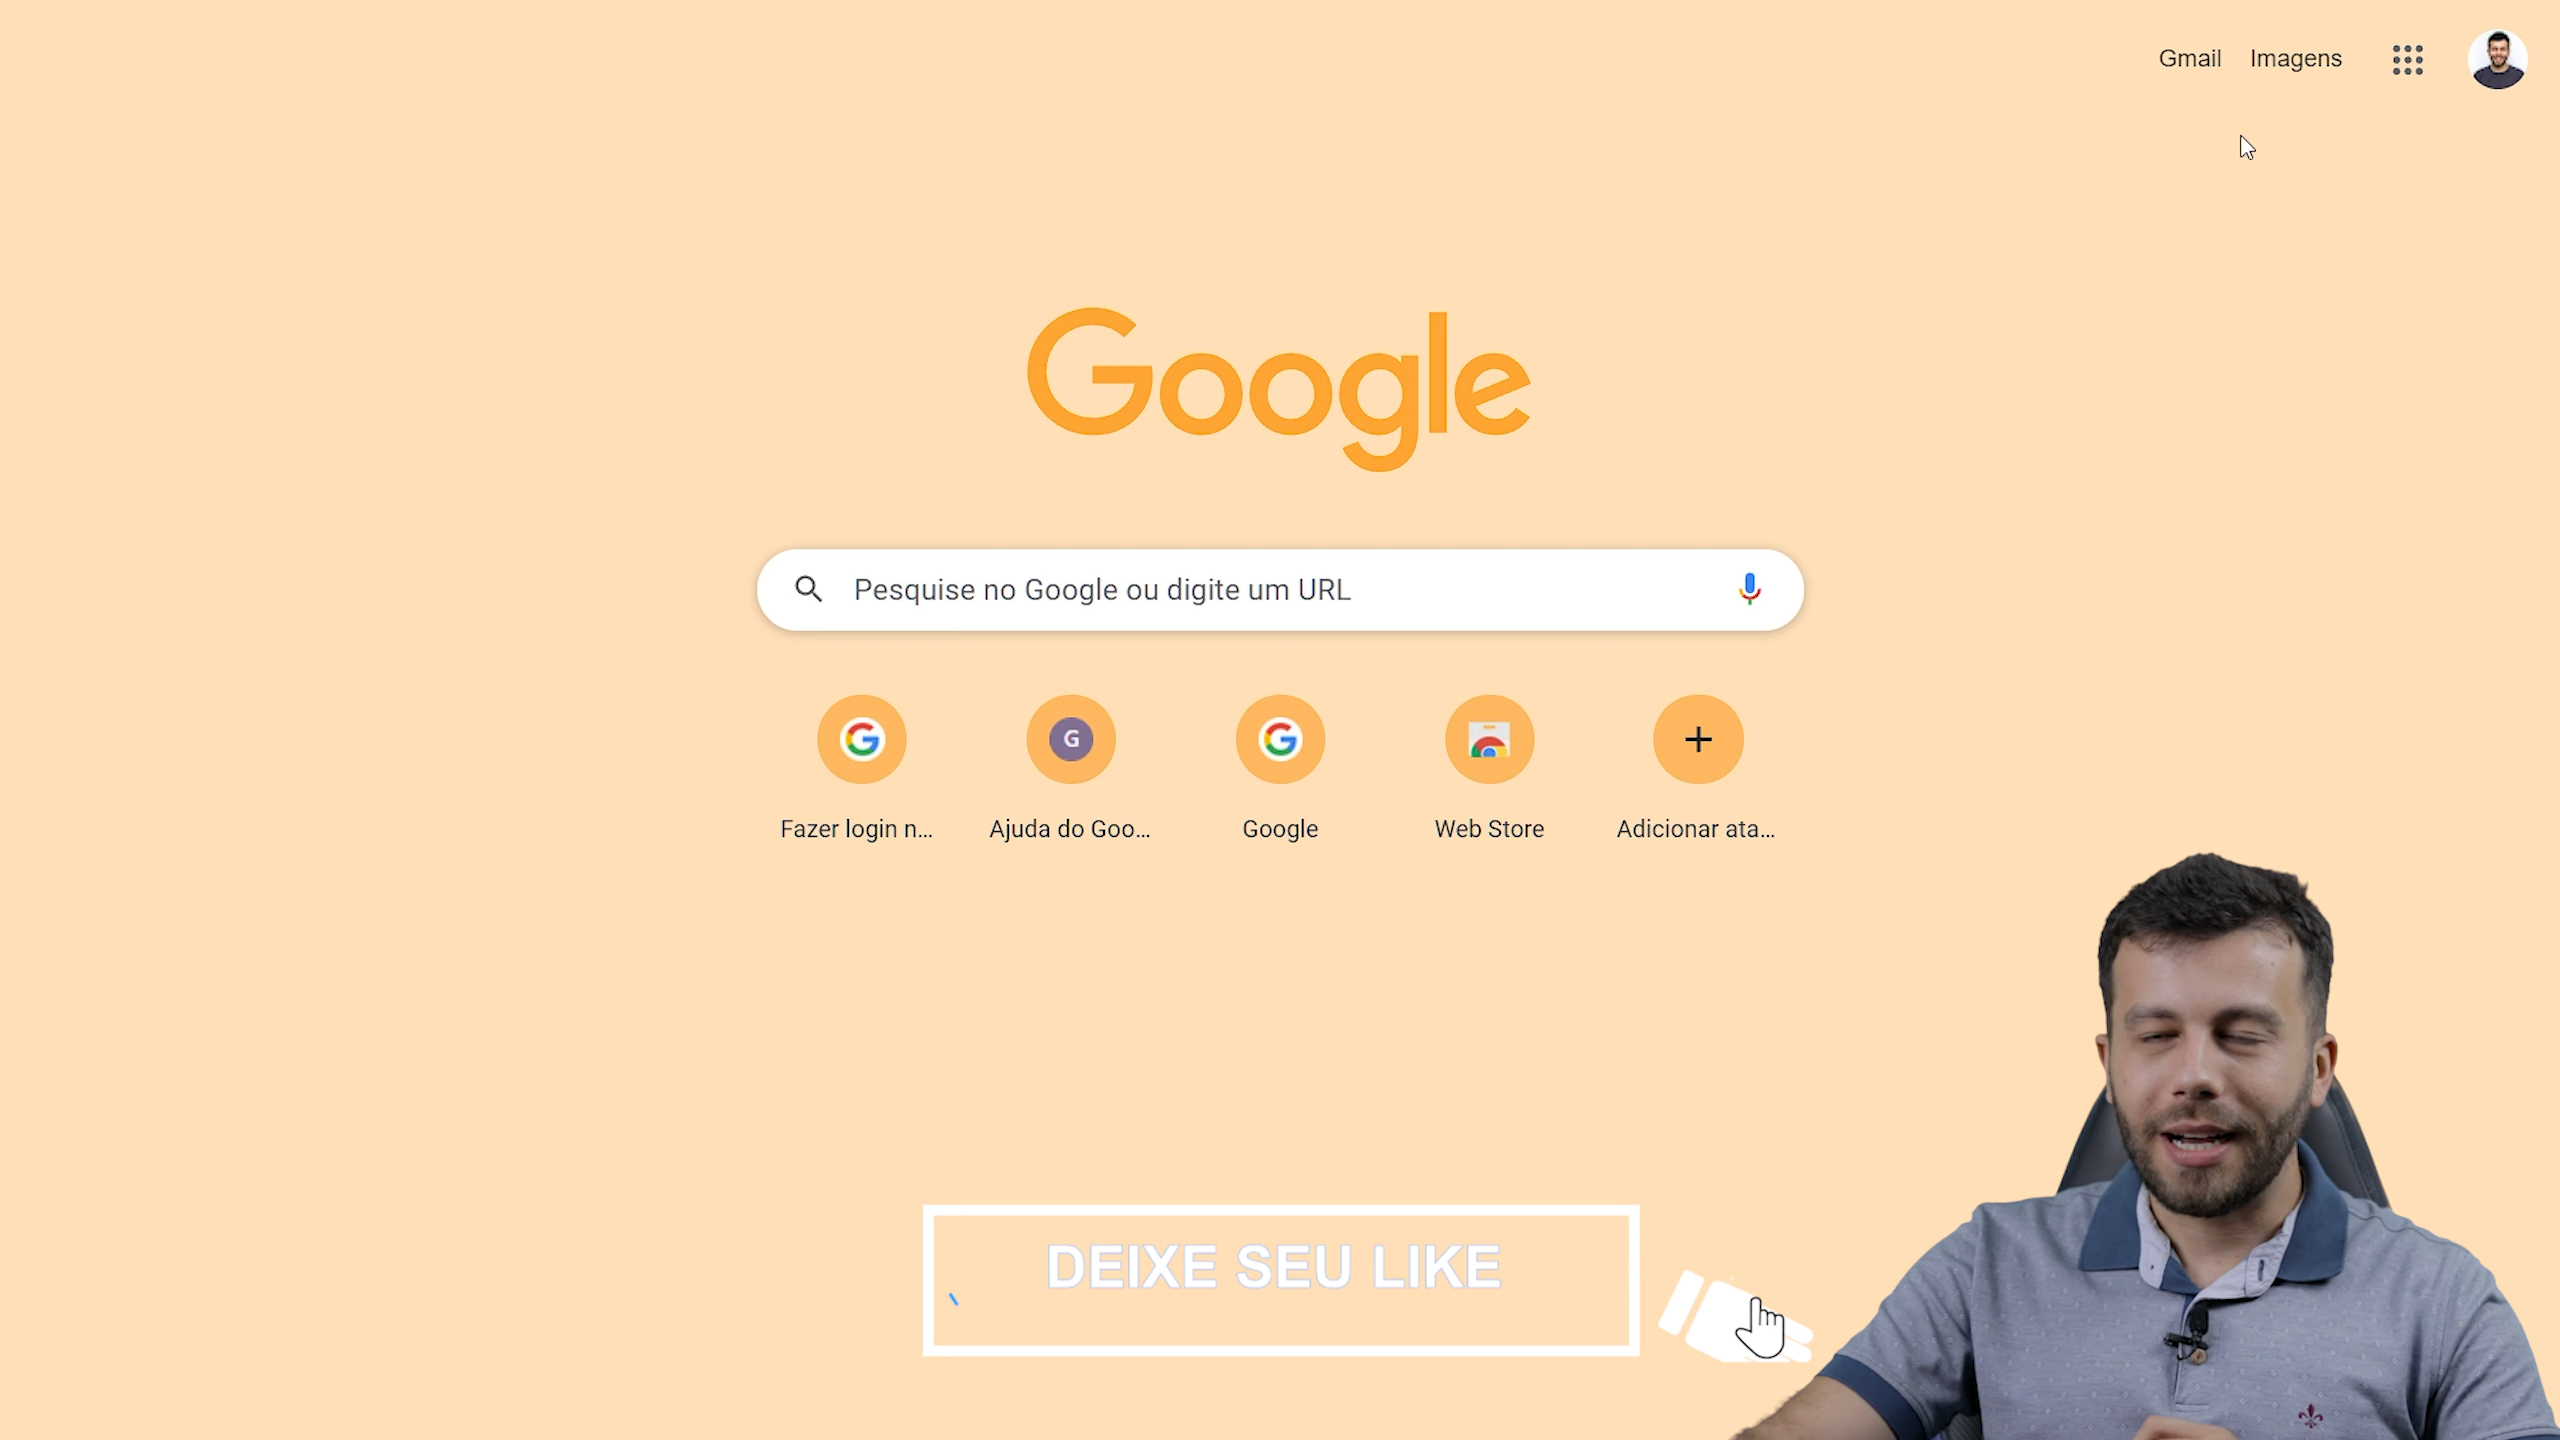 Gmail Imagens
Google
Pesquise no Google ou digite um URL
G
Fazer login n... Ajuda do Goo... Google Web Store Adicionar ata...
DEIXE SEU LIKE